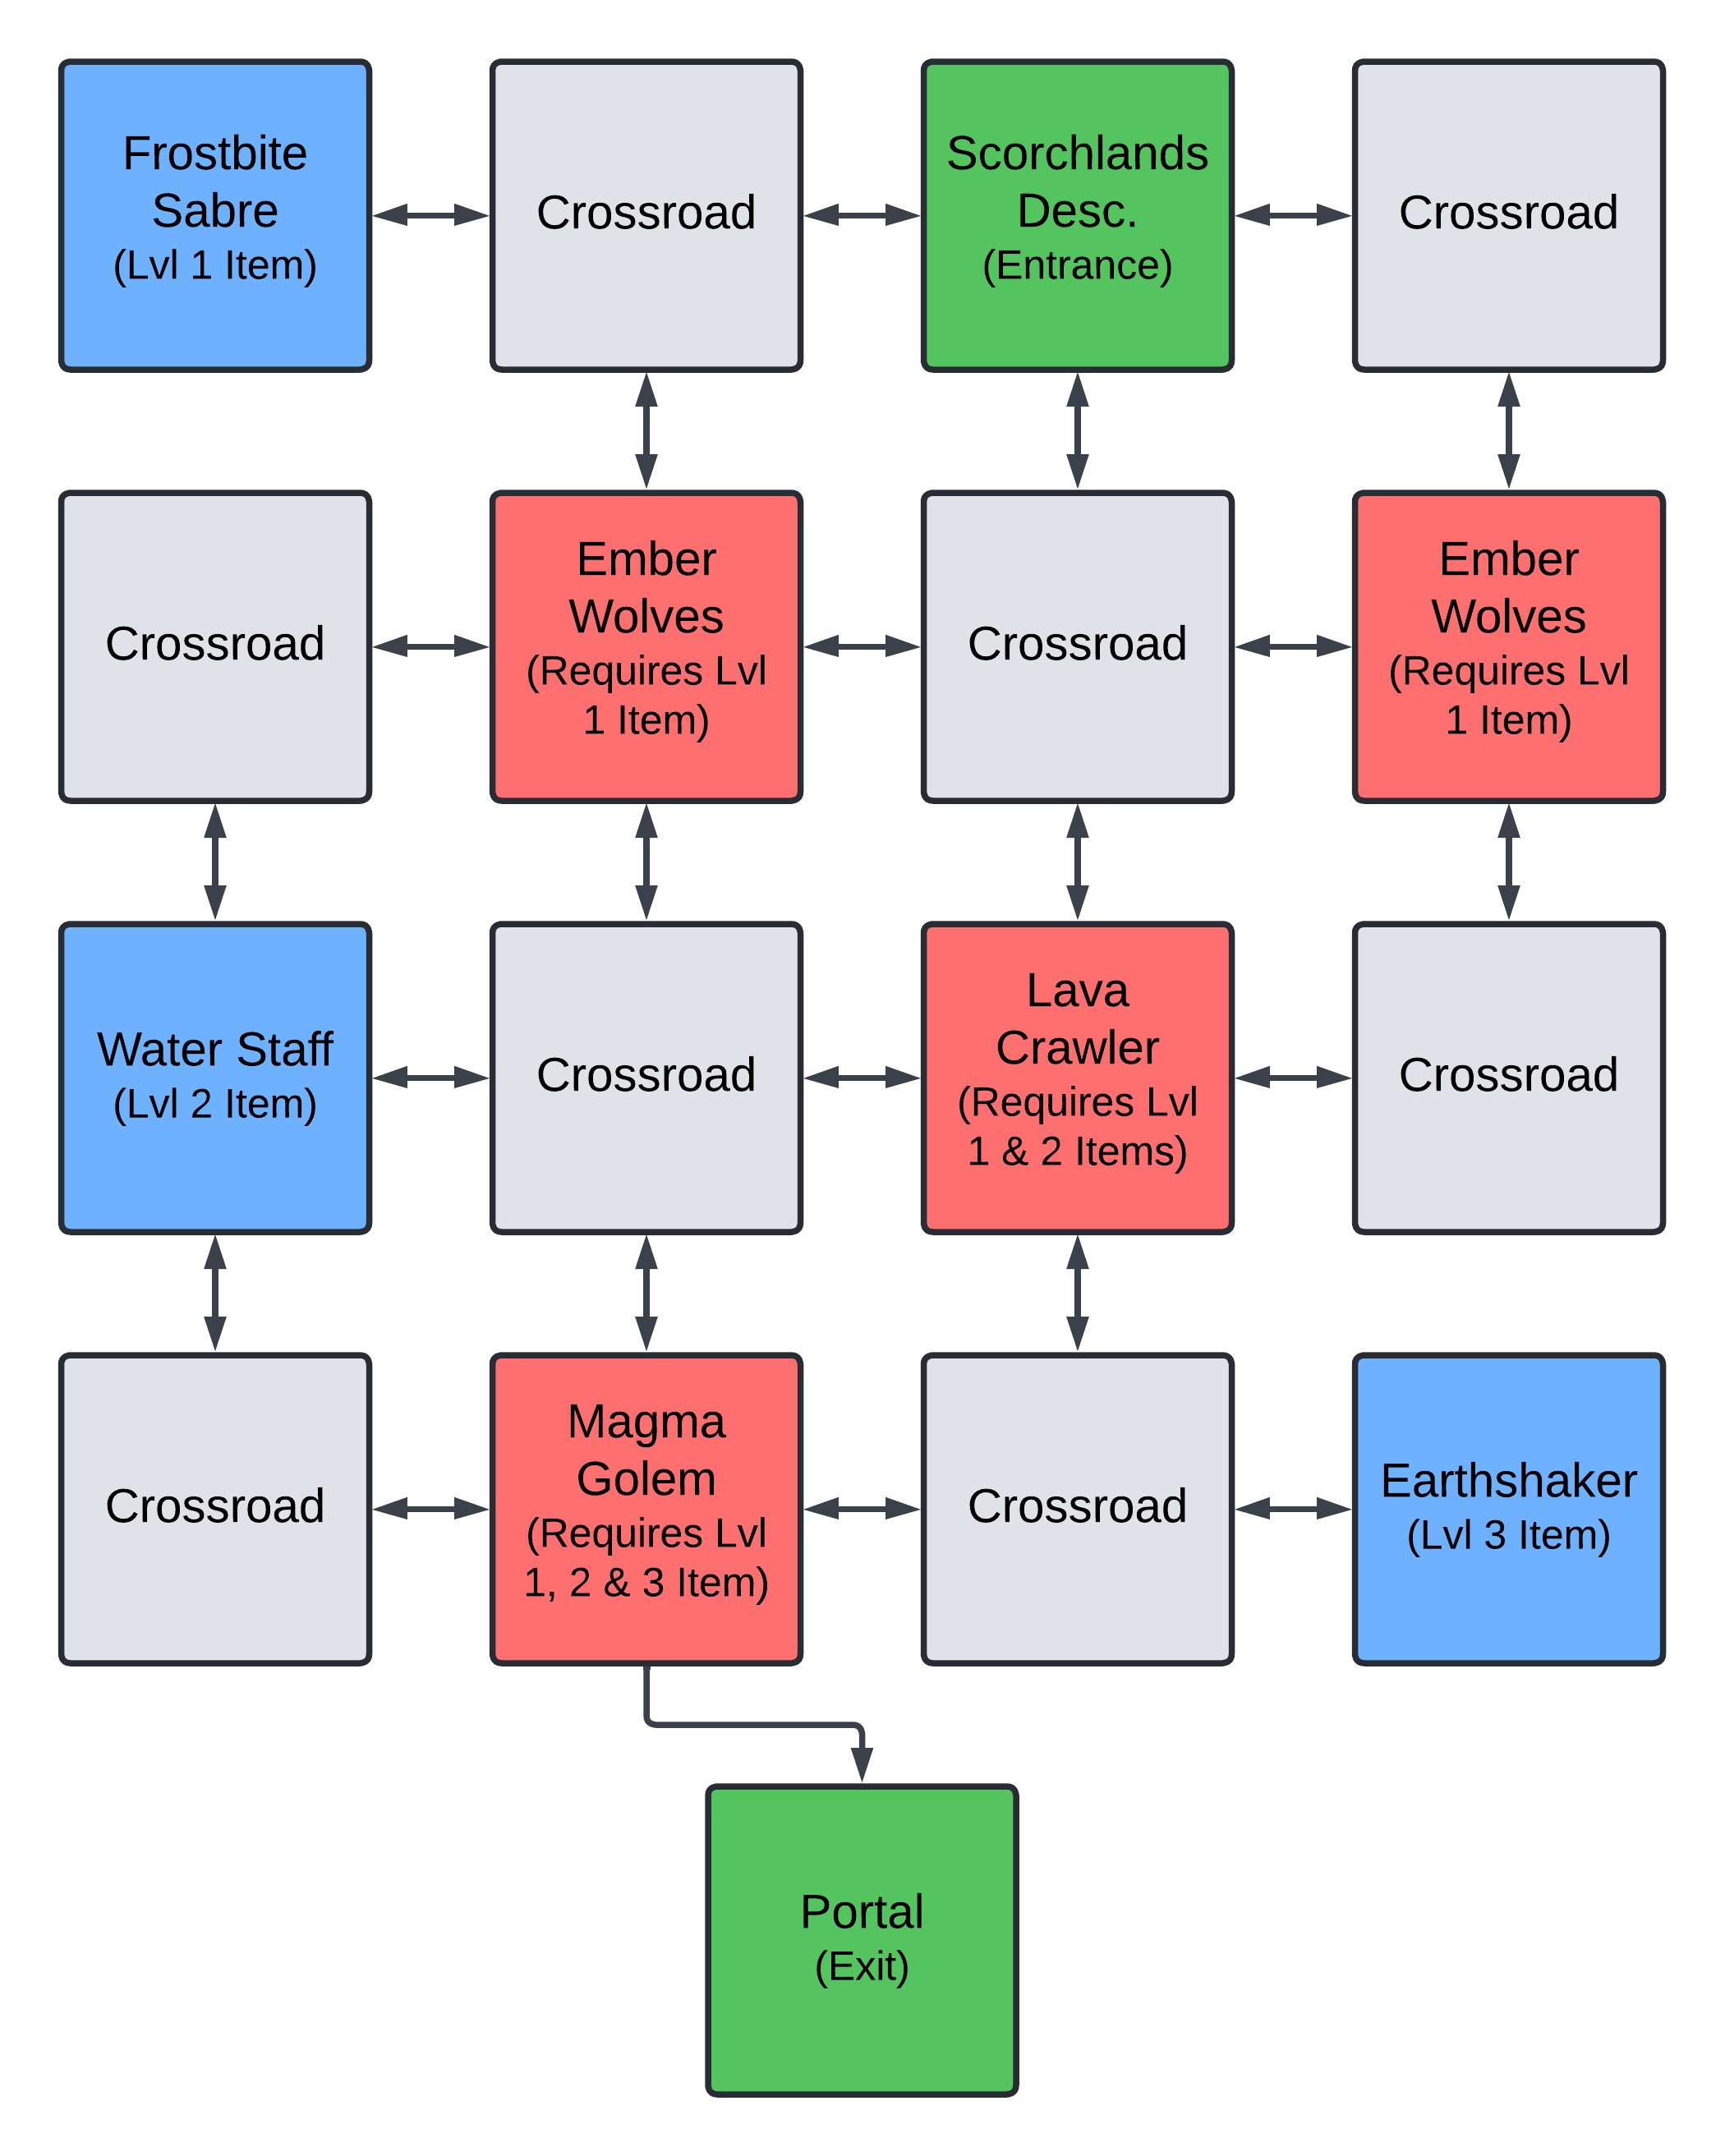 Frostbite
Sabre
(Lvl 1 Item)
Crossroad
Scorchlands
Desc.
(Entrance)
Crossroad
Crossroad
Ember
Wolves
(Requires Lvl
1 Item)
Crossroad
Ember
Wolves
(Requires Lvl
1 Item)
Water Staff
(Lvl 2 Item)
Crossroad
Lava
Crawler
(Requires Lvl
1 & 2 Items)
Crossroad
Crossroad
Magma
Golem
(Requires Lvl
1, 2 & 3 Item)
Crossroad
Earthshaker
(Lvl 3 Item)
Portal
(Exit)